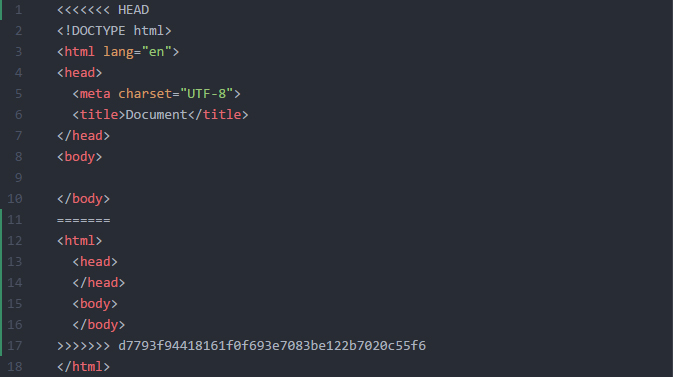 1 <<<<<<< HEAD
2 <!DOCTYPE html>
3 <html lang="en">
4 <head>
5   <meta charset="UTF-8">
6   <title>Document</title>
7 </head>
8 <body>
9
10 </body>
11 =======
12 <html>
13   <head>
14   </head>
15   <body>
16   </body>
17 >>>>>>> d7793f94418161f0f693e7083be122b7020c55f6
18 </html>